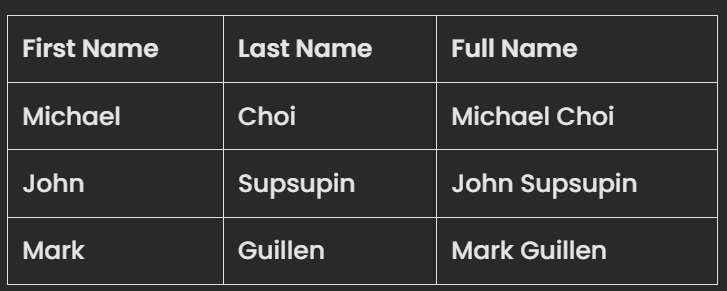 First Name Last Name Full Name
Michael Choi Michael Choi
John Supsupin John Supsupin
Mark Guillen Mark Guillen